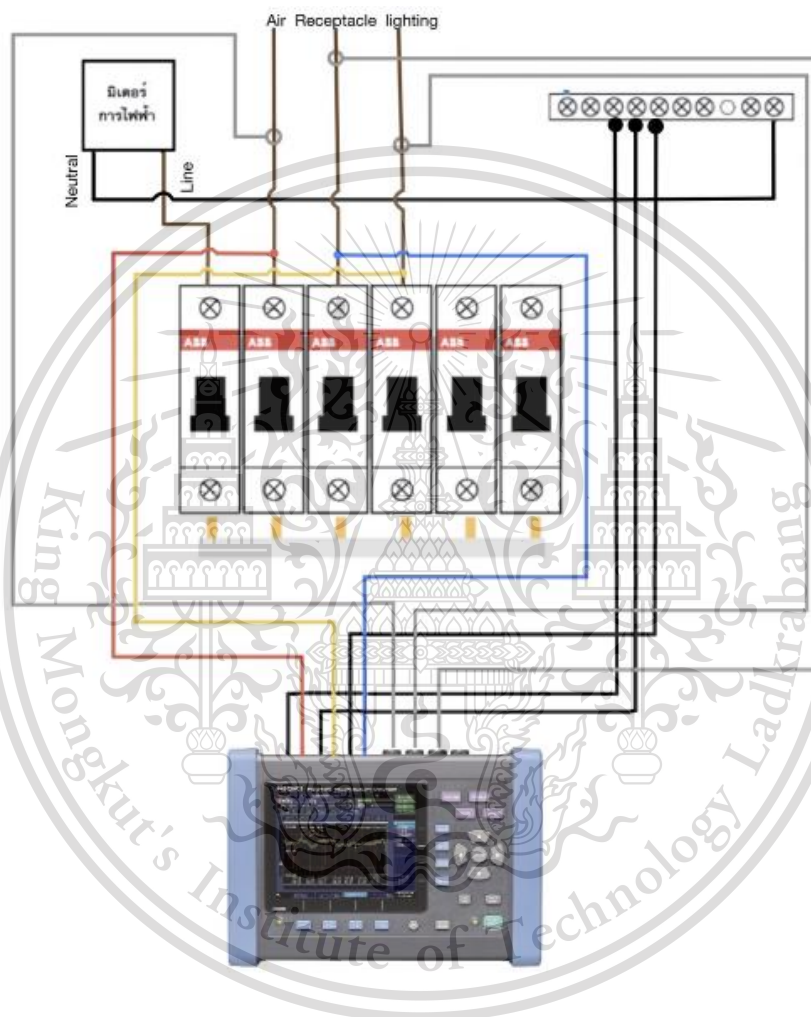 Air Receptacle lighting
มิเตอร์
การไฟฟ้า
Neutral
Line
ABB
ABB
ABB
ABB
ABB
ABB
King Mongkut's Institute of Technology Ladkrabang